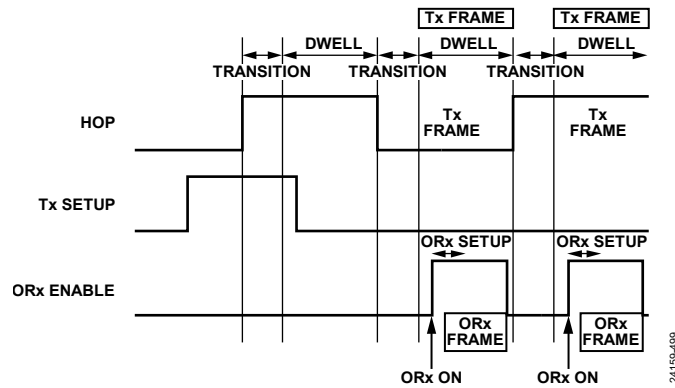 Tx FRAME Tx FRAME
DWELL DWELL DWELL
TRANSITION TRANSITION TRANSITION
HOP
Tx
FRAME
Tx
FRAME
Tx SETUP
ORx SETUP ORx SETUP
ORx ENABLE
ORx
FRAME
ORx
FRAME
ORx ON ORx ON
24159-499